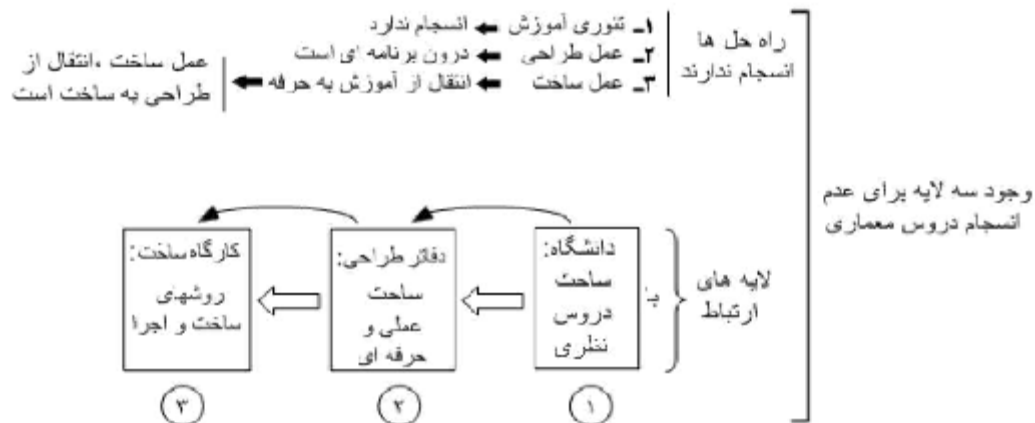 وجود سه لایه برای عدم
انسجام دروس معماری
راه حل ها
انسجام ندارند
۱ـ تئوری آموزش ← انسجام ندارد
۲ـ عمل طراحی ← درون برنامه ای است
۳ـ عمل ساخت ← انتقال از آموزش به حرفه ←
عمل ساخت ،انتقال از
طراحی به ساخت است
لایه های
ارتباط
دانشگاه:
ساحت
دروس
نظری
۱
دفاتر طراحی:
ساحت
عملی و
حرفه ای
۲
کارگاه ساخت:
روشهای
ساخت و اجرا
۳